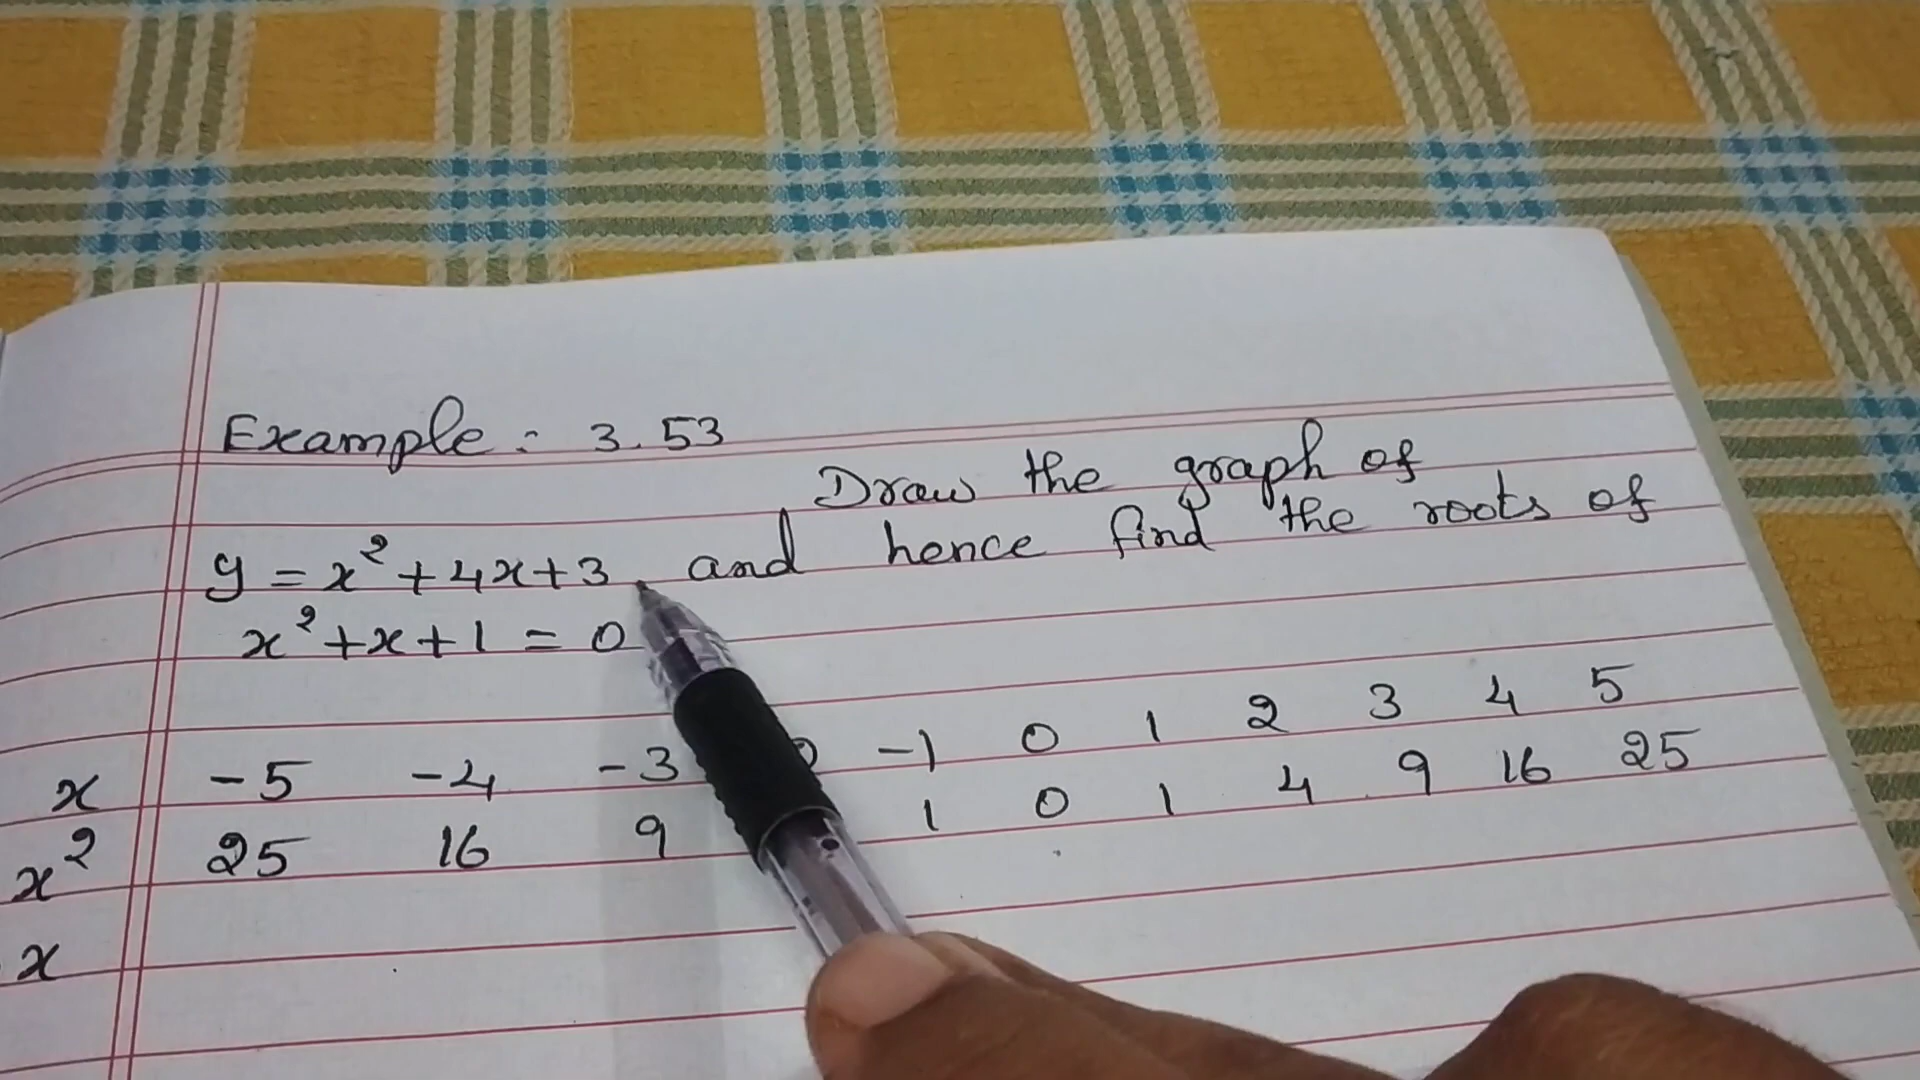 Example: 3.53
Draw the graph of
y = x² + 4x + 3 and hence find the roots of
x² + x + 1 = 0
x -5 -4 -3 -1 0 1 2 3 4 5
x² 25 16 9 1 0 1 4 9 16 25
x